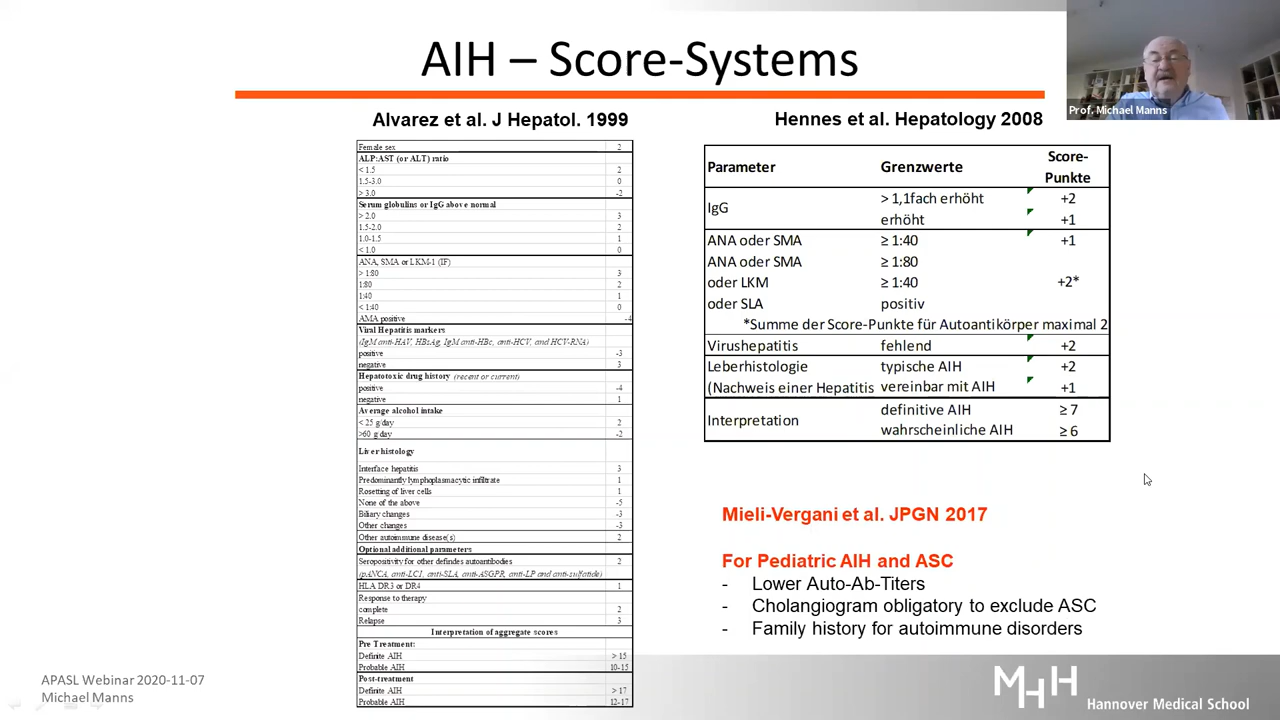 AIH – Score-Systems
Prof. Michael Manns
Alvarez et al. J Hepatol. 1999
Female sex 2
ALP:AST (or ALT) ratio
< 1.5 2
1.5-3.0 0
> 3.0 -2
Serum globulins or IgG above normal
> 2.0 3
1.5-2.0 2
1.0-1.5 1
< 1.0 0
ANA, SMA or LKM-1 (IF)
> 1:80 3
1:80 2
1:40 1
< 1:40 0
AMA positive -4
Viral Hepatitis markers
(IgM anti-HAV, HBsAg, IgM anti-HBc, anti-HCV, and HCV-RNA)
positive -3
negative 3
Hepatotoxic drug history (recent or current)
positive -4
negative 1
Average alcohol intake
< 25 g/day 2
>60 g/day -2
Liver histology
Interface hepatitis 3
Predominantly lymphoplasmacytic infiltrate 1
Rosetting of liver cells 1
None of the above -5
Biliary changes -3
Other changes -3
Other autoimmune disease(s) 2
Optional additional parameters
Seropositivity for other defindes autoantibodies 2
(pANCA, anti-LC1, anti-SLA, anti-ASGPR, anti-LP and anti-sulfatide)
HLA DR3 or DR4 1
Response to therapy
complete 2
Relapse 3
Interpretation of aggregate scores
Pre Treatment:
Definite AIH > 15
Probable AIH 10-15
Post-treatment
Definite AIH > 17
Probable AIH 12-17
Hennes et al. Hepatology 2008
Parameter Grenzwerte Score-
Punkte
IgG > 1,1fach erhöht +2
erhöht +1
ANA oder SMA ≥ 1:40 +1
ANA oder SMA ≥ 1:80
oder LKM ≥ 1:40 +2*
oder SLA positiv
*Summe der Score-Punkte für Autoantikörper maximal 2
Virushepatitis fehlend +2
Leberhistologie typische AIH +2
(Nachweis einer Hepatitis vereinbar mit AIH +1
Interpretation definitive AIH ≥ 7
wahrscheinliche AIH ≥ 6
Mieli-Vergani et al. JPGN 2017
For Pediatric AIH and ASC
- Lower Auto-Ab-Titers
- Cholangiogram obligatory to exclude ASC
- Family history for autoimmune disorders
APASL Webinar 2020-11-07
Michael Manns
MHH
Hannover Medical School